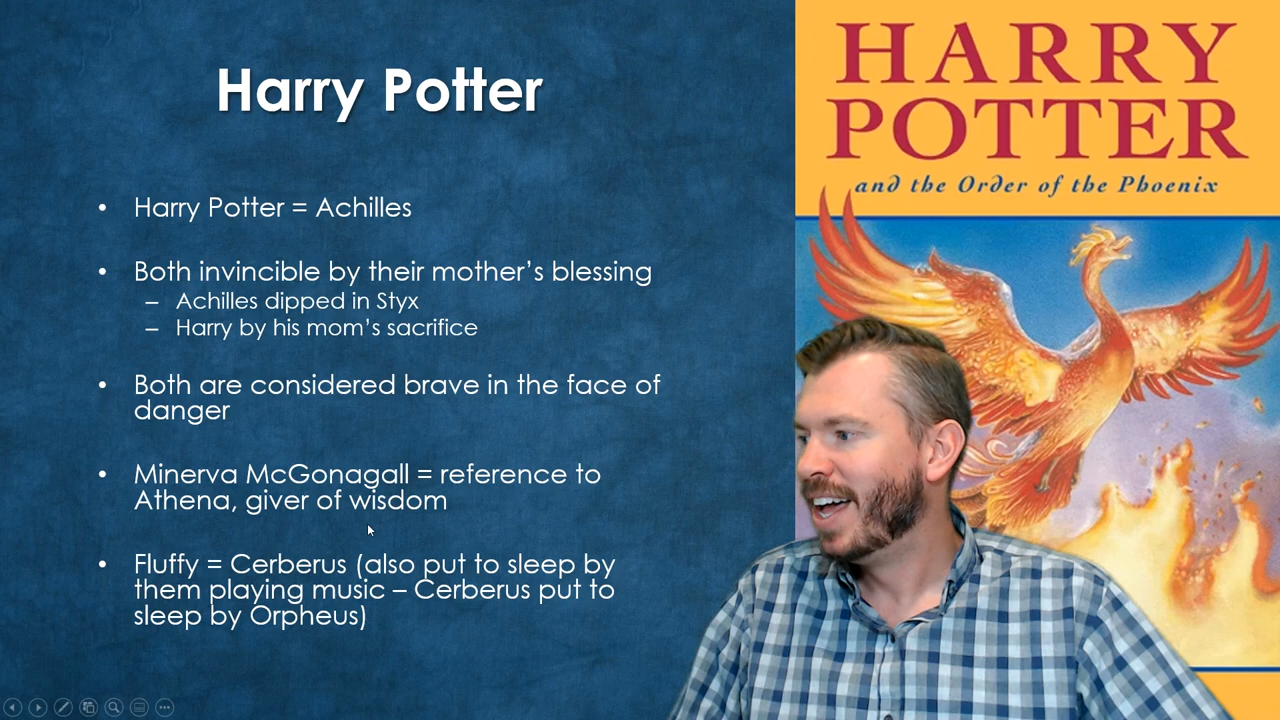 Harry Potter
• Harry Potter = Achilles
• Both invincible by their mother’s blessing
– Achilles dipped in Styx
– Harry by his mom’s sacrifice
• Both are considered brave in the face of
danger
• Minerva McGonagall = reference to
Athena, giver of wisdom
• Fluffy = Cerberus (also put to sleep by
them playing music – Cerberus put to
sleep by Orpheus)
HARRY
POTTER
and the Order of the Phoenix